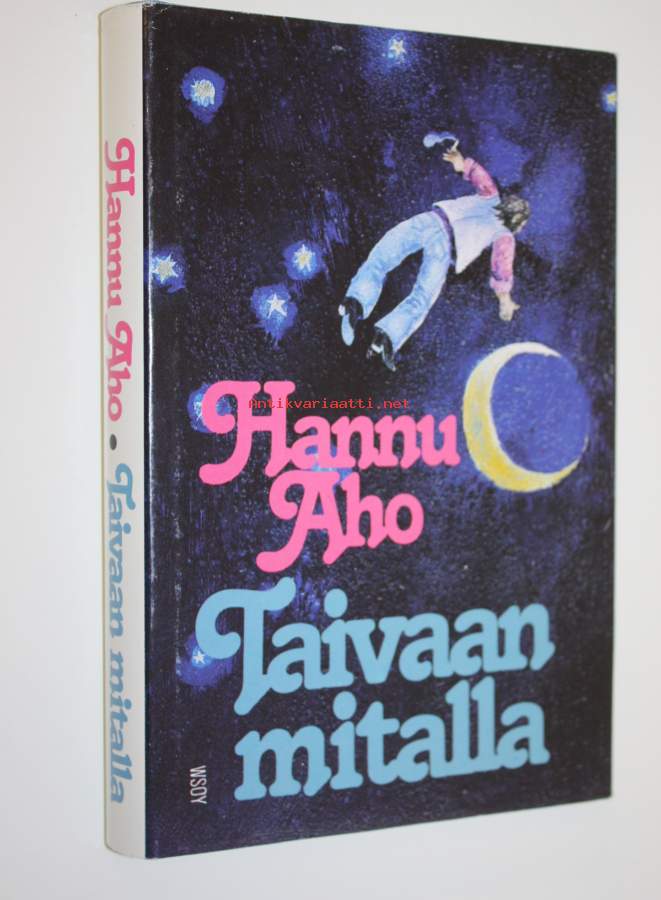 Hannu Aho • Taivaan mitalla
Antikvariaatti.net
Hannu
Aho
Taivaan
mitalla
WSOY